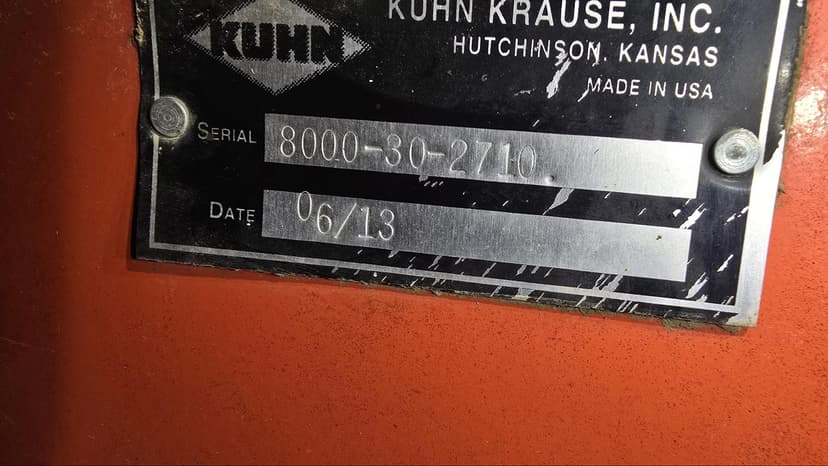 KUHN
KUHN KRAUSE, INC.
HUTCHINSON, KANSAS
MADE IN USA
SERIAL 8000-30-2710
DATE 06/13